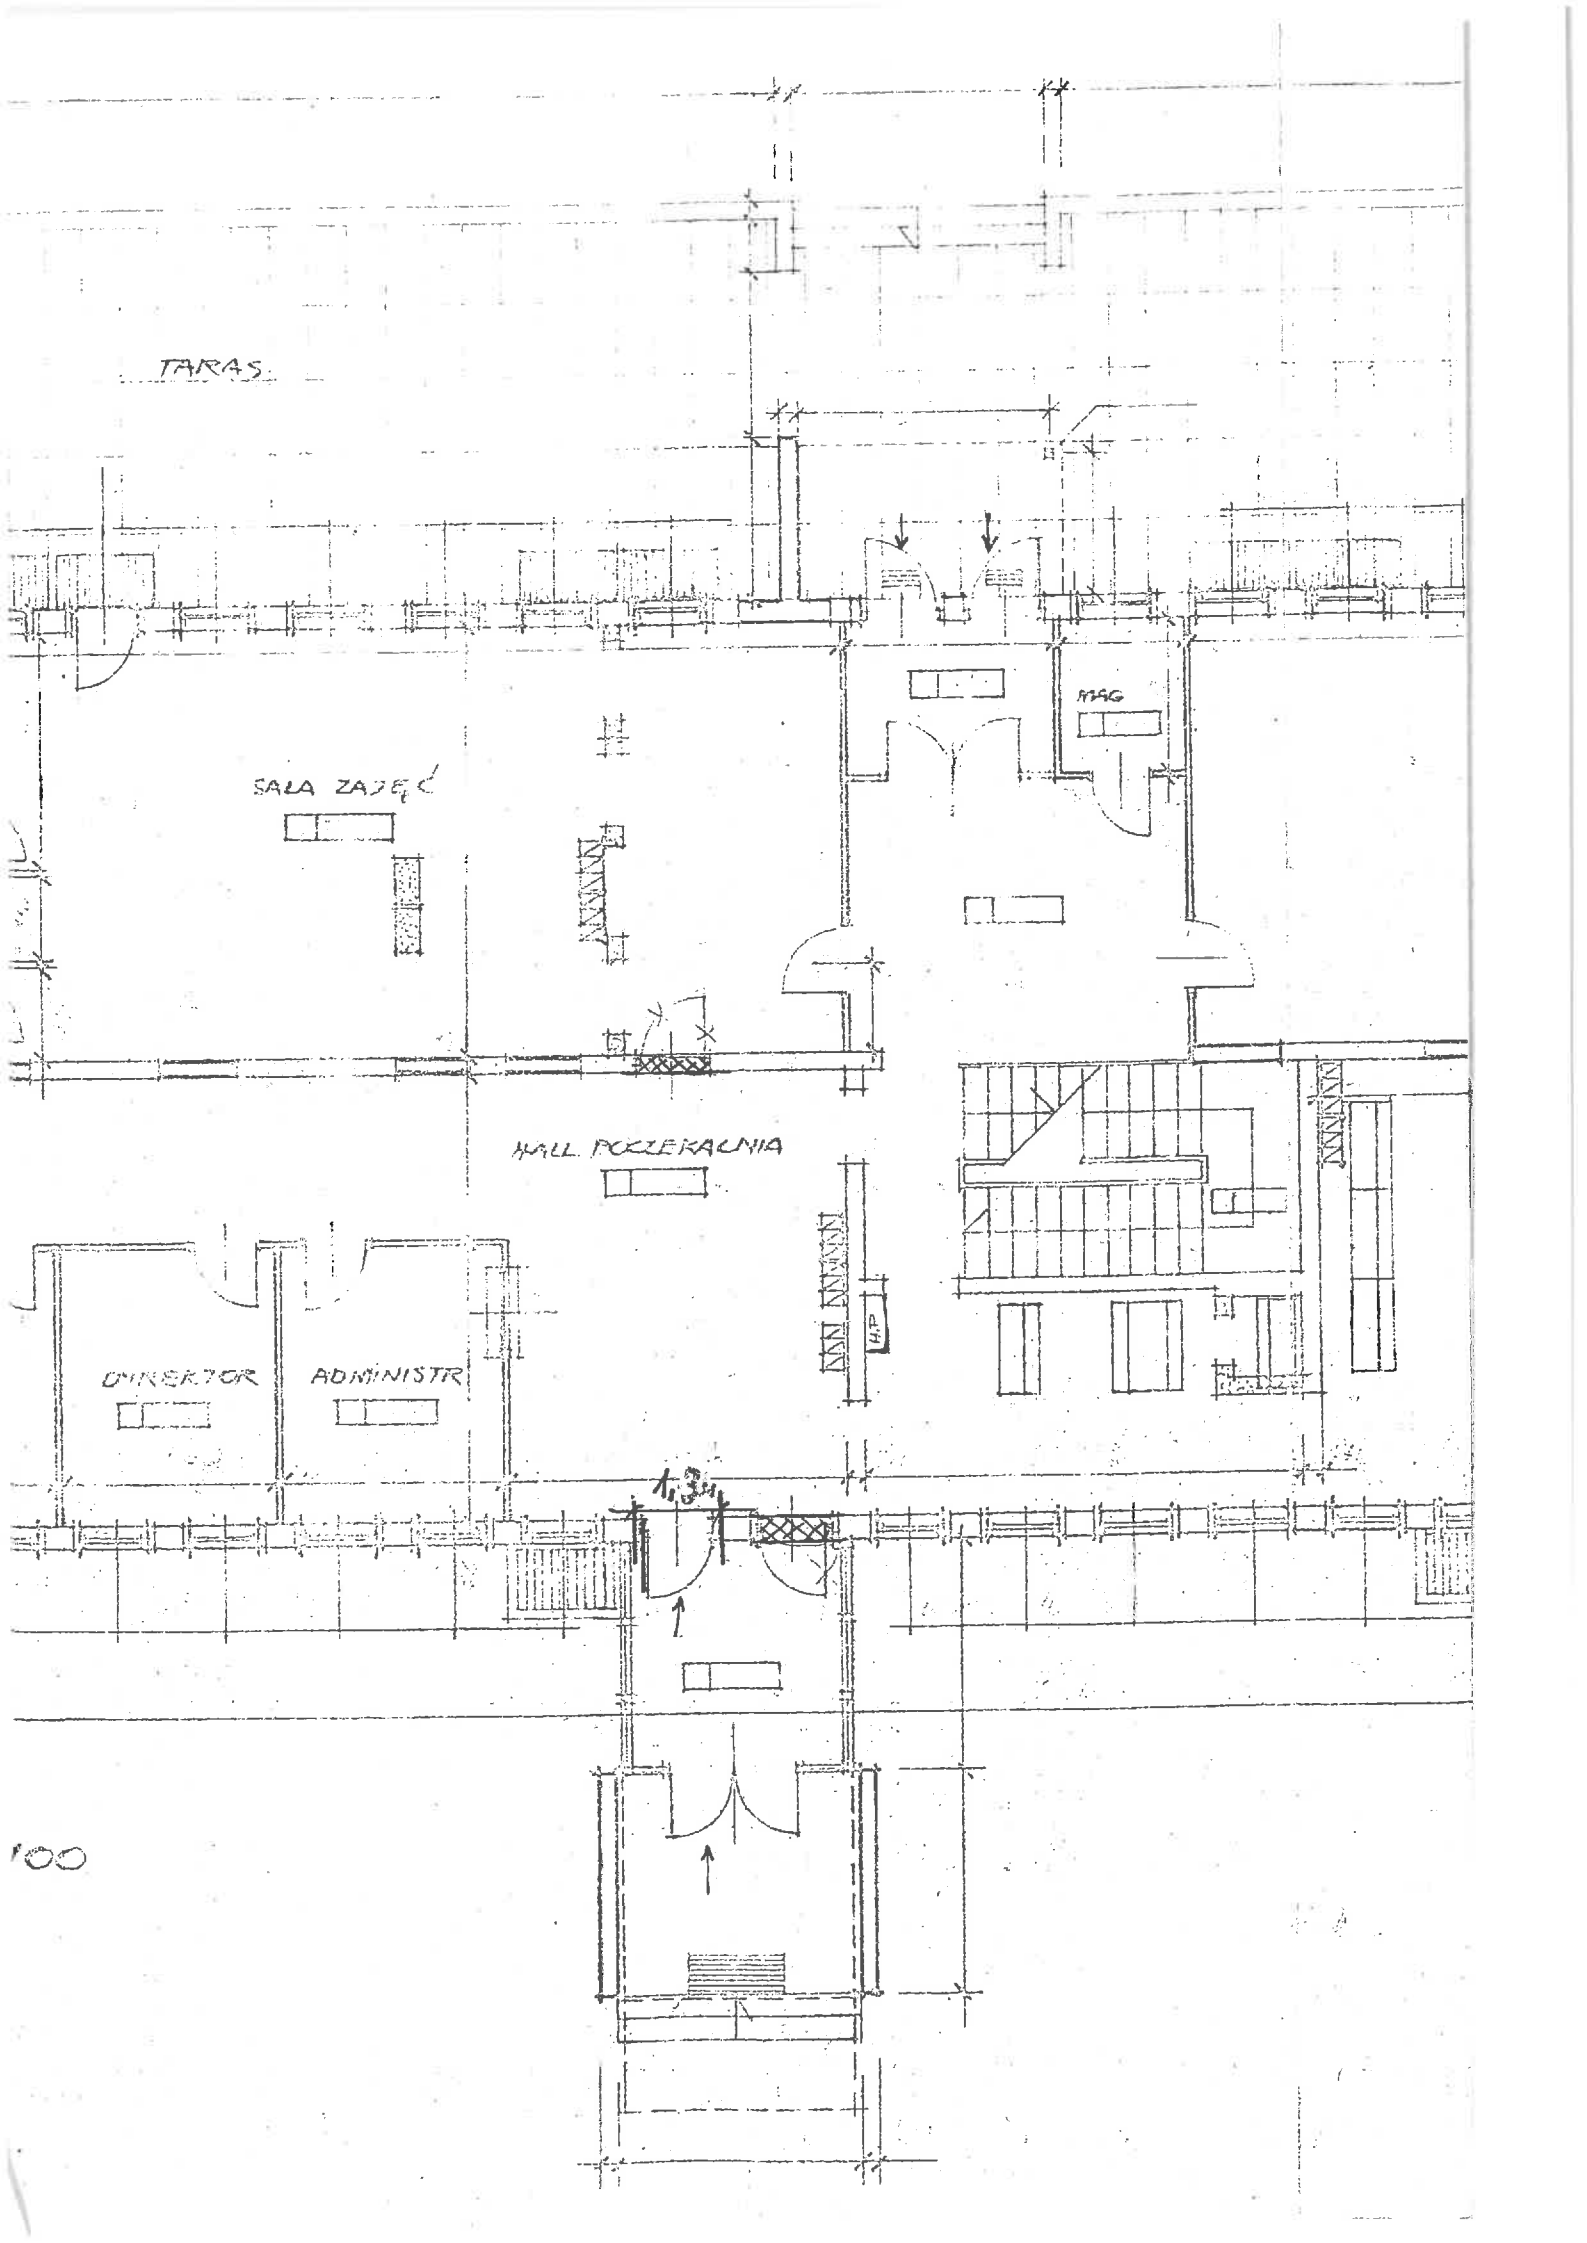 TARAS.
MAG
SALA ZAJĘĆ
HALL POCZEKALNIA
H.P
DYREKTOR
ADMINISTR
100